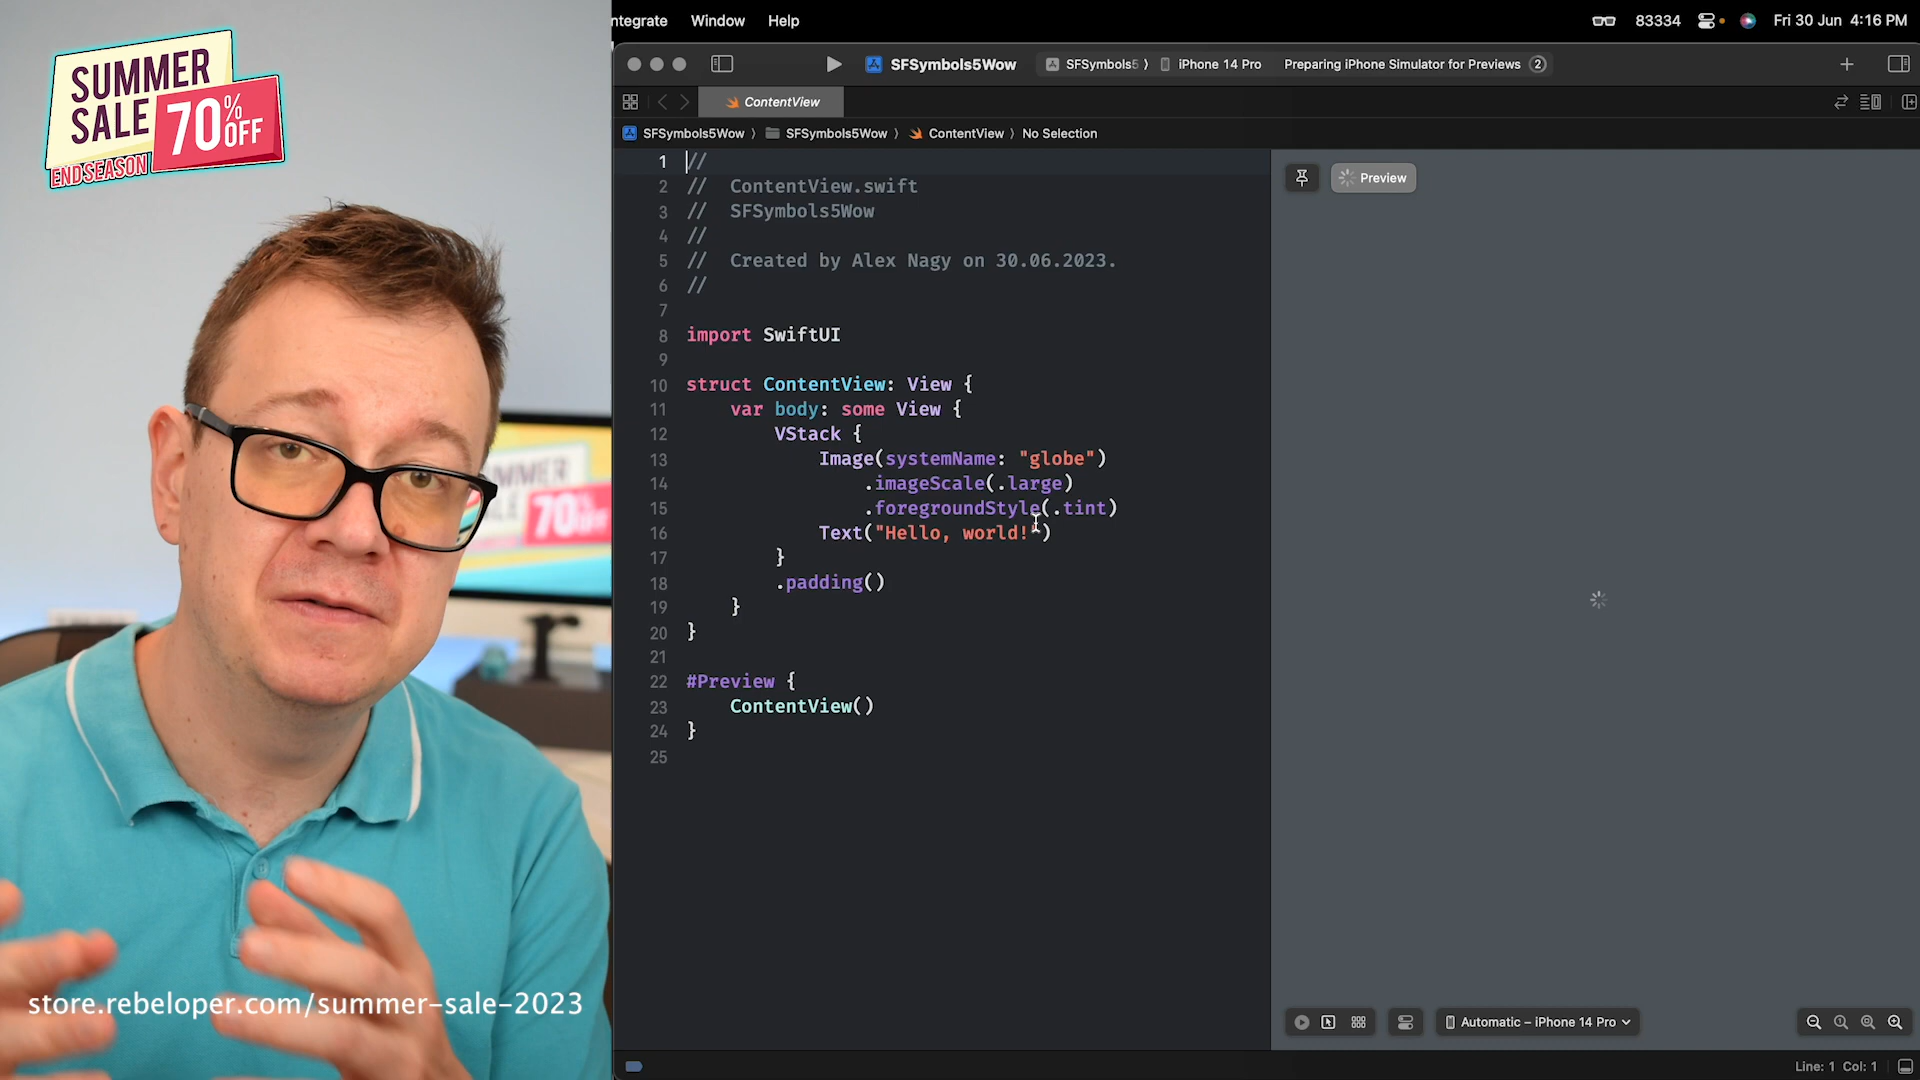 SUMMER
SALE
70% OFF
END SEASON
MMER
70%
store.rebeloper.com/summer-sale-2023
ntegrate Window Help
83334 Fri 30 Jun 4:16 PM
SFSymbols5Wow SFSymbols5 ⟩ iPhone 14 Pro Preparing iPhone Simulator for Previews 2
ContentView
SFSymbols5Wow ⟩ SFSymbols5Wow ⟩ ContentView ⟩ No Selection
1 //
2 //  ContentView.swift
3 //  SFSymbols5Wow
4 //
5 //  Created by Alex Nagy on 30.06.2023.
6 //
7
8 import SwiftUI
9
10 struct ContentView: View {
11     var body: some View {
12         VStack {
13             Image(systemName: "globe")
14                 .imageScale(.large)
15                 .foregroundStyle(.tint)
16             Text("Hello, world!")
17         }
18         .padding()
19     }
20 }
21
22 #Preview {
23     ContentView()
24 }
25
Preview
Automatic – iPhone 14 Pro
Line: 1 Col: 1